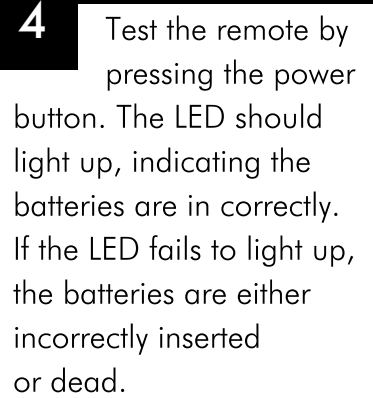 4 Test the remote by
pressing the power
button. The LED should
light up, indicating the
batteries are in correctly.
If the LED fails to light up,
the batteries are either
incorrectly inserted
or dead.